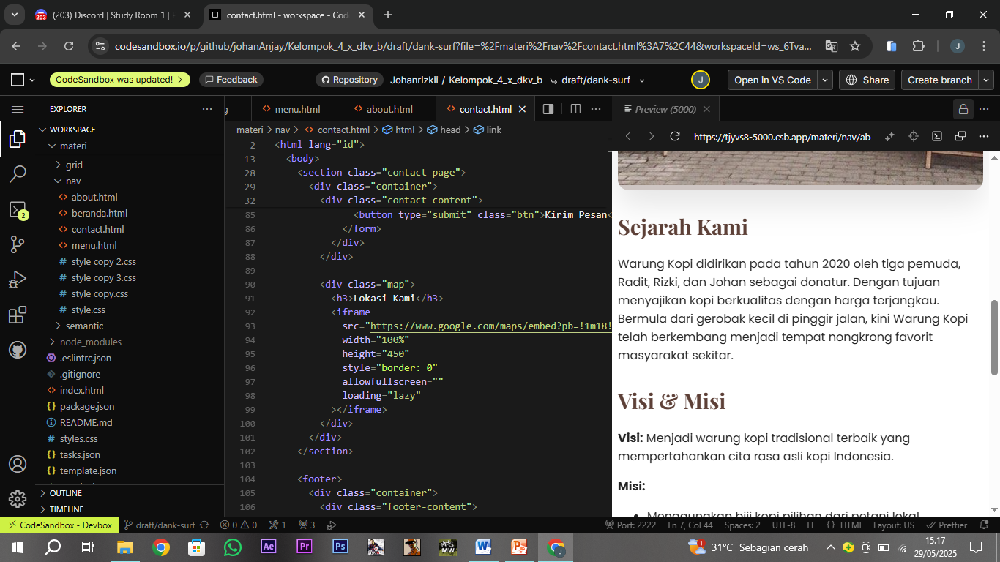 (203) Discord | Study Room 1 |
contact.html - workspace - Cod
codesandbox.io/p/github/johanAnjay/Kelompok_4_x_dkv_b/draft/dank-surf?file=%2Fmateri%2Fnav%2Fcontact.html%3A7%2C44&workspaceId=ws_6Tva...
J
CodeSandbox was updated!
Feedback
Repository
Johanrizkii / Kelompok_4_x_dkv_b
draft/dank-surf
J
Open in VS Code
Share
Create branch
EXPLORER
g
menu.html
about.html
contact.html
Preview (5000)
WORKSPACE
materi
grid
nav
about.html
beranda.html
contact.html
menu.html
# style copy 2.css
# style copy 3.css
# style copy.css
# style.css
semantic
node_modules
.eslintrc.json
.gitignore
index.html
{} package.json
README.md
# styles.css
{} tasks.json
{} template.json
OUTLINE
TIMELINE
2
materi > nav > contact.html > html > head > link
2 <html lang="id">
13 <body>
28 <section class="contact-page">
29 <div class="container">
32 <div class="contact-content">
85 <button type="submit" class="btn">Kirim Pesan<
86 </form>
87 </div>
88 </div>
89
90 <div class="map">
91 <h3>Lokasi Kami</h3>
92 <iframe
93 src="https://www.google.com/maps/embed?pb=!1m18!
94 width="100%"
95 height="450"
96 style="border: 0"
97 allowfullscreen=""
98 loading="lazy"
99 ></iframe>
100 </div>
101 </div>
102 </section>
103
104 <footer>
105 <div class="container">
106 <div class="footer-content">
https://tjyvs8-5000.csb.app/materi/nav/ab
Sejarah Kami
Warung Kopi didirikan pada tahun 2020 oleh tiga pemuda,
Radit, Rizki, dan Johan sebagai donatur. Dengan tujuan
menyajikan kopi berkualitas dengan harga terjangkau.
Bermula dari gerobak kecil di pinggir jalan, kini Warung Kopi
telah berkembang menjadi tempat nongkrong favorit
masyarakat sekitar.
Visi & Misi
Visi: Menjadi warung kopi tradisional terbaik yang
mempertahankan cita rasa asli kopi Indonesia.
Misi:
Menggunakan biji kopi pilihan dari petani lokal
CodeSandbox - Devbox
draft/dank-surf
0
0
1
3
Port: 2222
Ln 7, Col 44
Spaces: 2
UTF-8
LF
{} HTML
Layout: US
Prettier
Ae
Pr
Ps
31°C Sebagian cerah
15.17
29/05/2025